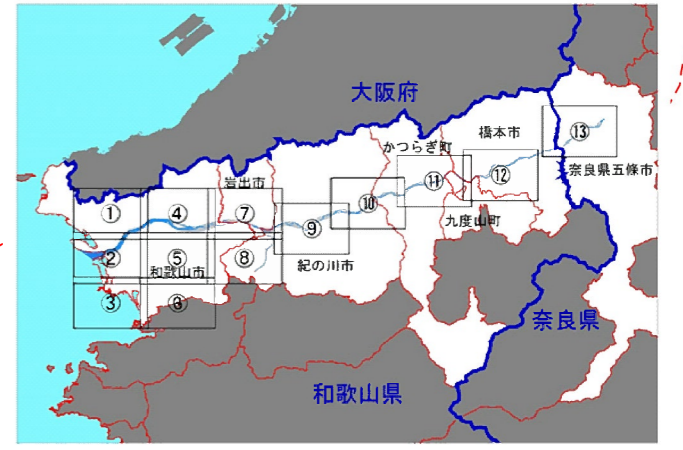 大阪府
橋本市
⑬
かつらぎ町
奈良県五條市
岩出市
⑪
⑫
①
④
⑦
⑩
九度山町
⑨
②
⑤
⑧
和歌山市
紀の川市
③
⑥
奈良県
和歌山県